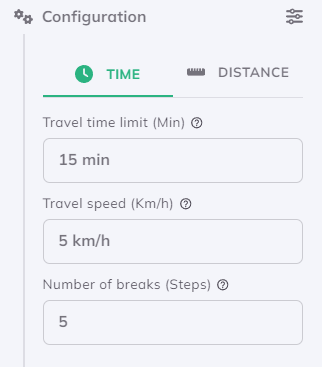 Configuration
TIME
DISTANCE
Travel time limit (Min)
15 min
Travel speed (Km/h)
5 km/h
Number of breaks (Steps)
5